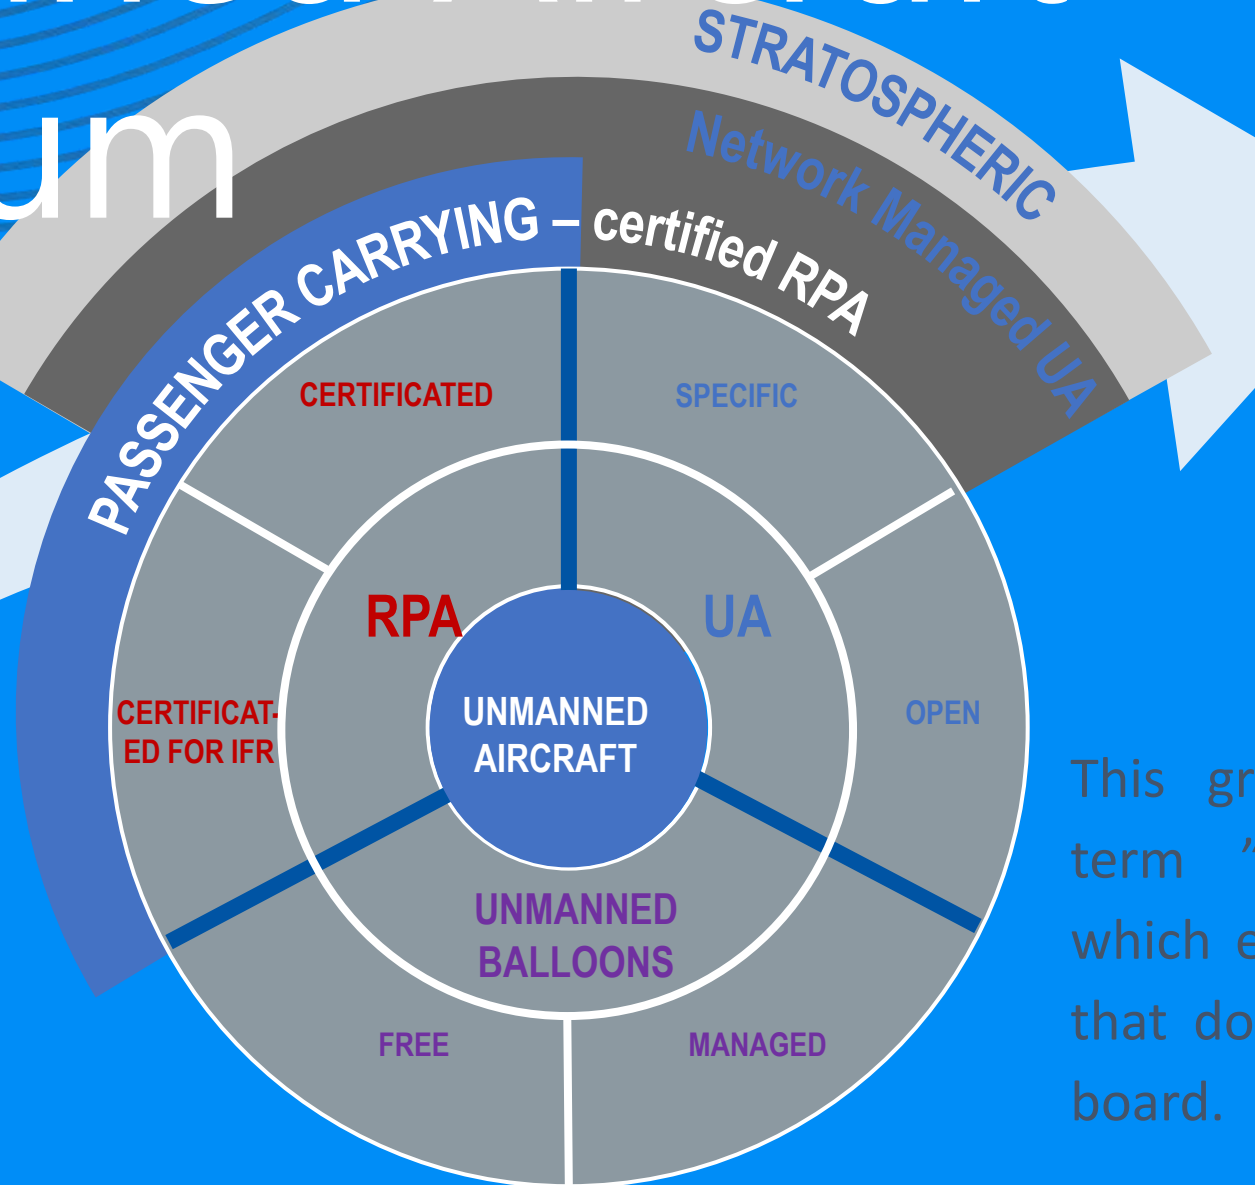 um
STRATOSPHERIC
Network Managed UA
PASSENGER CARRYING – certified RPA
CERTIFICATED
SPECIFIC
RPA
UA
CERTIFICAT-
ED FOR IFR
UNMANNED
AIRCRAFT
OPEN
UNMANNED
BALLOONS
FREE
MANAGED
This gr
term "
which e
that do
board.